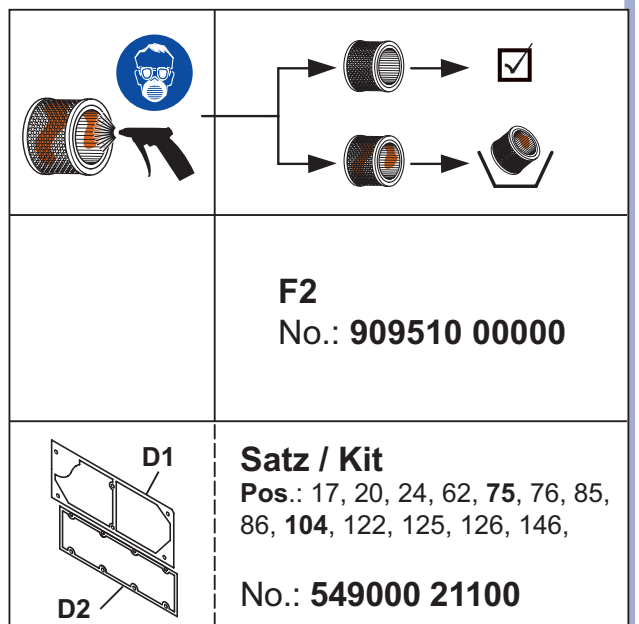 F2
No.: 909510 00000
D1
D2
Satz / Kit
Pos.: 17, 20, 24, 62, 75, 76, 85,
86, 104, 122, 125, 126, 146,
No.: 549000 21100